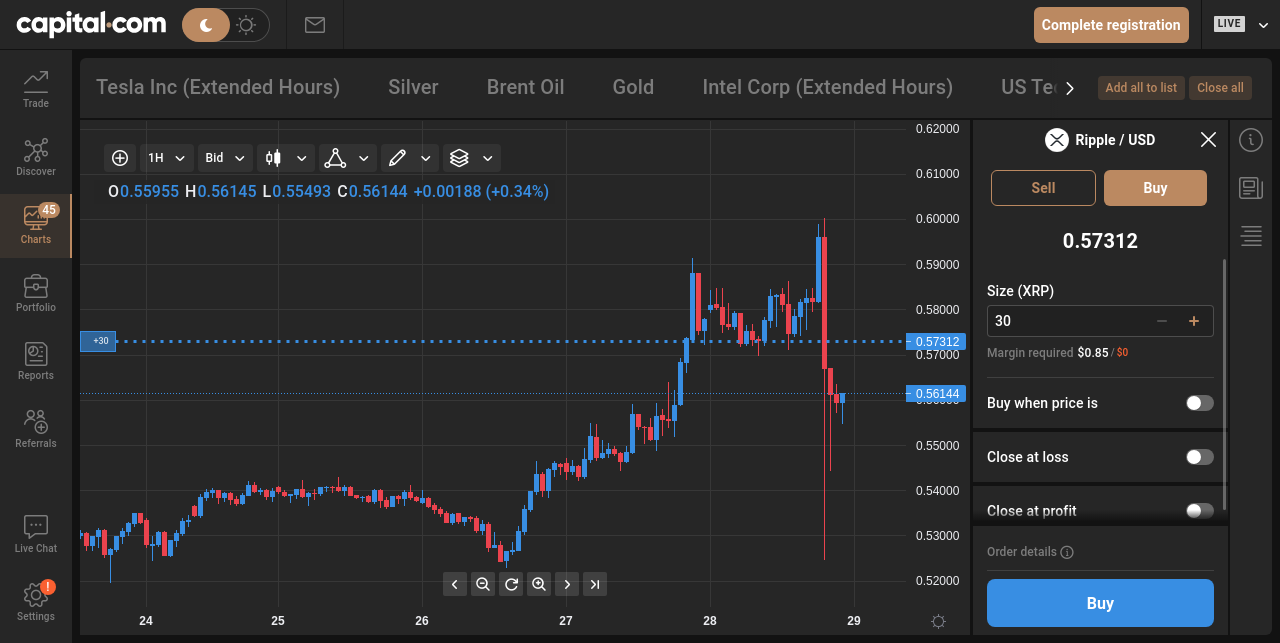 capital.com
Complete registration
LIVE
Trade
Discover
45
Charts
Portfolio
Reports
Referrals
Live Chat
!
Settings
Tesla Inc (Extended Hours) Silver Brent Oil Gold Intel Corp (Extended Hours) US Te
Add all to list Close all
1H Bid
O0.55955 H0.56145 L0.55493 C0.56144 +0.00188 (+0.34%)
+30
0.62000
0.61000
0.60000
0.59000
0.58000
0.57312
0.57000
0.56144
0.55000
0.54000
0.53000
0.52000
24 25 26 27 28 29
Ripple / USD
Sell Buy
0.57312
Size (XRP)
30
Margin required $0.85 / $0
Buy when price is
Close at loss
Close at profit
Order details
Buy